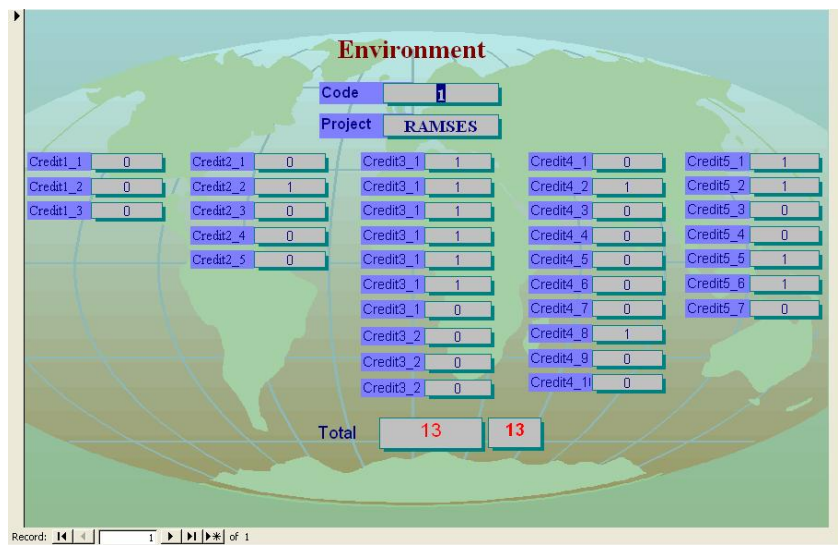 Environment
Code 1
Project RAMSES
Credit1_1 0 Credit2_1 0 Credit3_1 1 Credit4_1 0 Credit5_1 1
Credit1_2 0 Credit2_2 1 Credit3_1 1 Credit4_2 1 Credit5_2 1
Credit1_3 0 Credit2_3 0 Credit3_1 1 Credit4_3 0 Credit5_3 0
Credit2_4 0 Credit3_1 1 Credit4_4 0 Credit5_4 0
Credit2_5 0 Credit3_1 1 Credit4_5 0 Credit5_5 1
Credit3_1 1 Credit4_6 0 Credit5_6 1
Credit3_1 0 Credit4_7 0 Credit5_7 0
Credit3_2 0 Credit4_8 1
Credit3_2 0 Credit4_9 0
Credit3_2 0 Credit4_1 0
Total 13 13
Record: 1 of 1